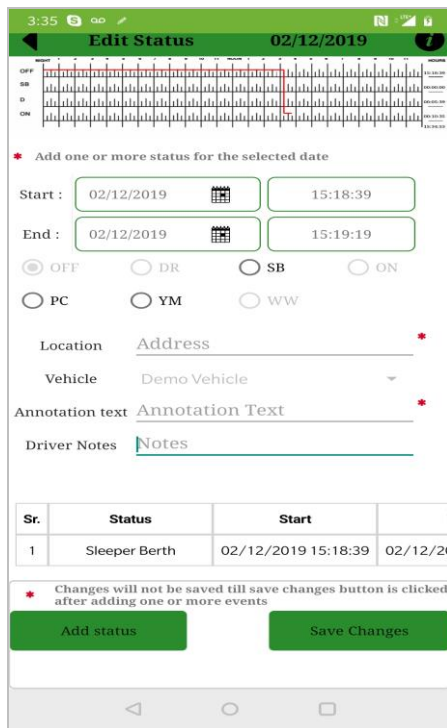 3:35
Edit Status 02/12/2019
OFF
SB
D
ON
* Add one or more status for the selected date
Start : 02/12/2019 15:18:39
End : 02/12/2019 15:19:19
OFF DR SB ON
PC YM WW
Location Address *
Vehicle Demo Vehicle
Annotation text Annotation Text *
Driver Notes Notes
Sr. Status Start
1 Sleeper Berth 02/12/2019 15:18:39 02/12/20
* Changes will not be saved till save changes button is clicked
after adding one or more events
Add status Save Changes